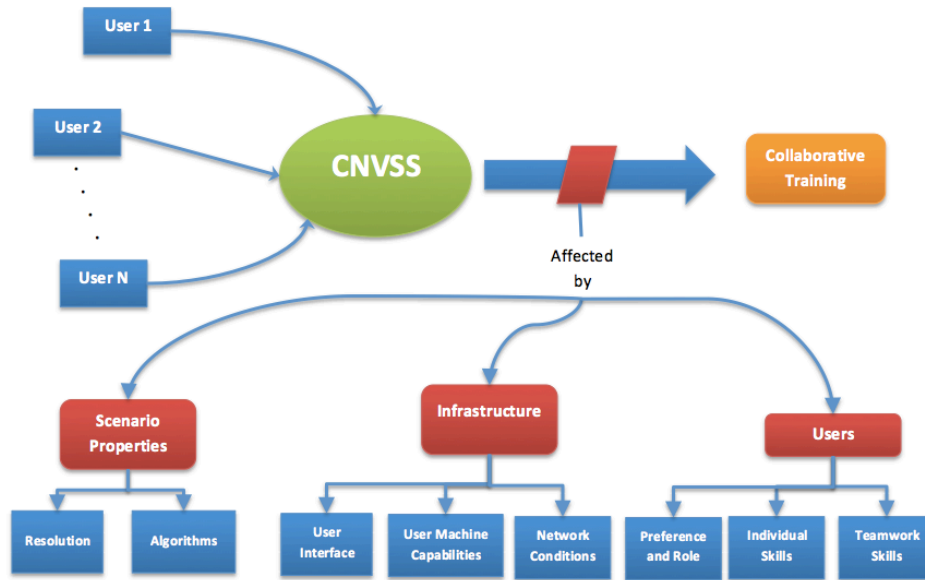 User 1
User 2
User N
CNVSS
Collaborative
Training
Affected
by
Scenario
Properties
Infrastructure
Users
Resolution
Algorithms
User
Interface
User Machine
Capabilities
Network
Conditions
Preference
and Role
Individual
Skills
Teamwork
Skills